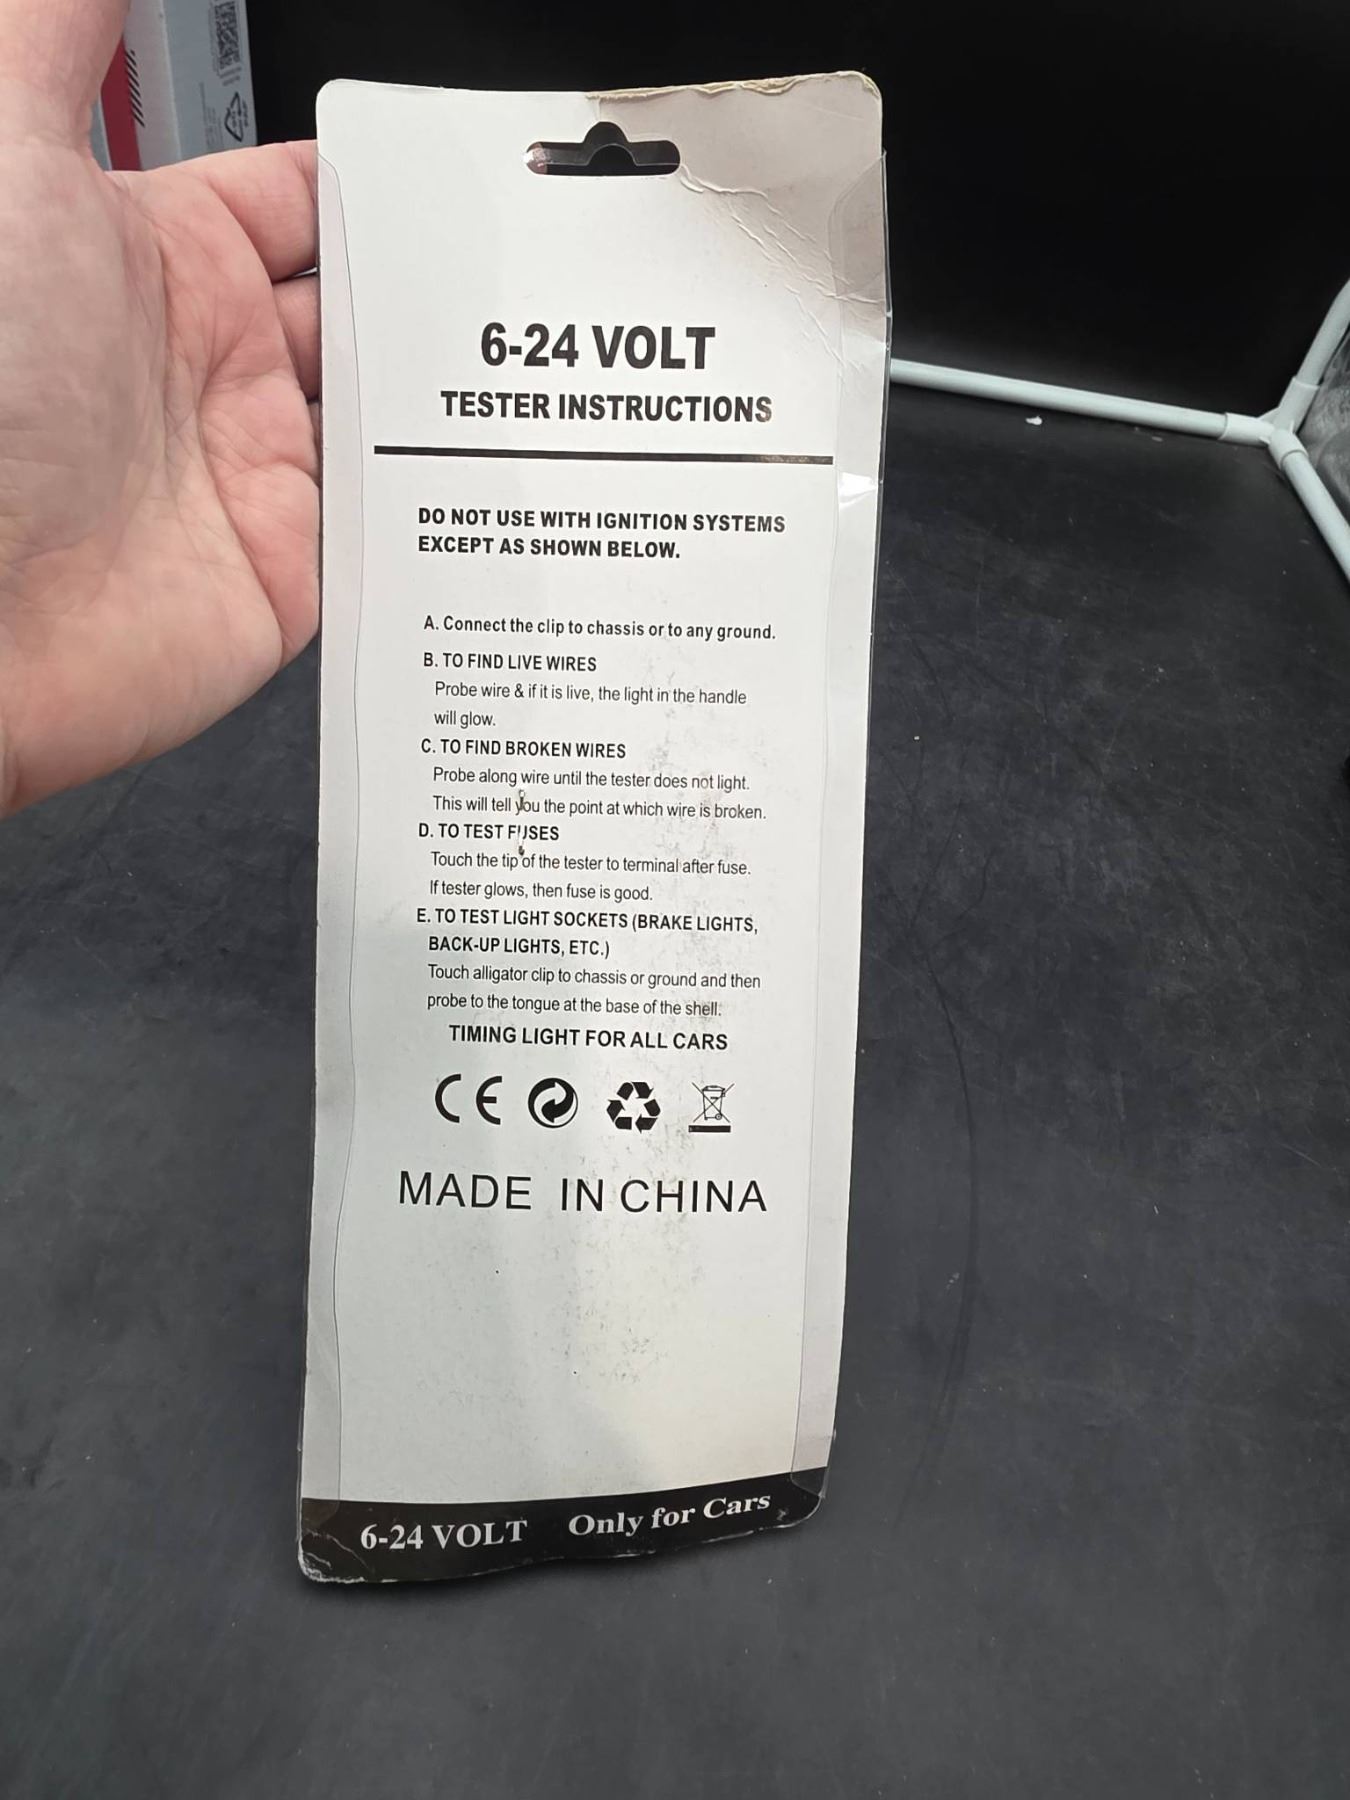 6-24 VOLT
TESTER INSTRUCTIONS
DO NOT USE WITH IGNITION SYSTEMS
EXCEPT AS SHOWN BELOW.
A. Connect the clip to chassis or to any ground.
B. TO FIND LIVE WIRES
Probe wire & if it is live, the light in the handle
will glow.
C. TO FIND BROKEN WIRES
Probe along wire until the tester does not light.
This will tell you the point at which wire is broken.
D. TO TEST FUSES
Touch the tip of the tester to terminal after fuse.
If tester glows, then fuse is good.
E. TO TEST LIGHT SOCKETS (BRAKE LIGHTS,
BACK-UP LIGHTS, ETC.)
Touch alligator clip to chassis or ground and then
probe to the tongue at the base of the shell.
TIMING LIGHT FOR ALL CARS
CE
MADE IN CHINA
6-24 VOLT Only for Cars